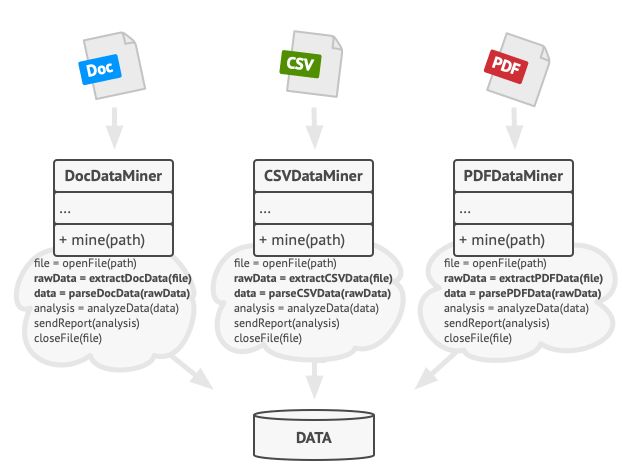 Doc
CSV
PDF
DocDataMiner
...
+ mine(path)
file = openFile(path)
rawData = extractDocData(file)
data = parseDocData(rawData)
analysis = analyzeData(data)
sendReport(analysis)
closeFile(file)
CSVDataMiner
...
+ mine(path)
file = openFile(path)
rawData = extractCSVData(file)
data = parseCSVData(rawData)
analysis = analyzeData(data)
sendReport(analysis)
closeFile(file)
PDFDataMiner
...
+ mine(path)
file = openFile(path)
rawData = extractPDFData(file)
data = parsePDFData(rawData)
analysis = analyzeData(data)
sendReport(analysis)
closeFile(file)
DATA